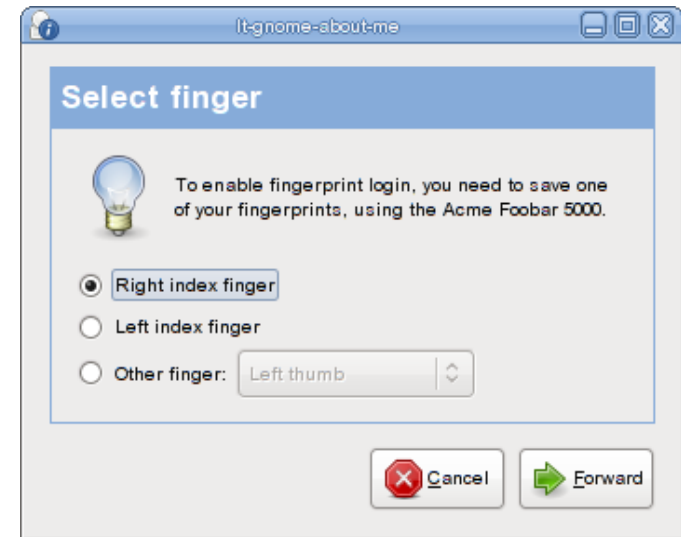 lt-gnome-about-me
Select finger
To enable fingerprint login, you need to save one
of your fingerprints, using the Acme Foobar 5000.
Right index finger
Left index finger
Other finger: Left thumb
Cancel Forward